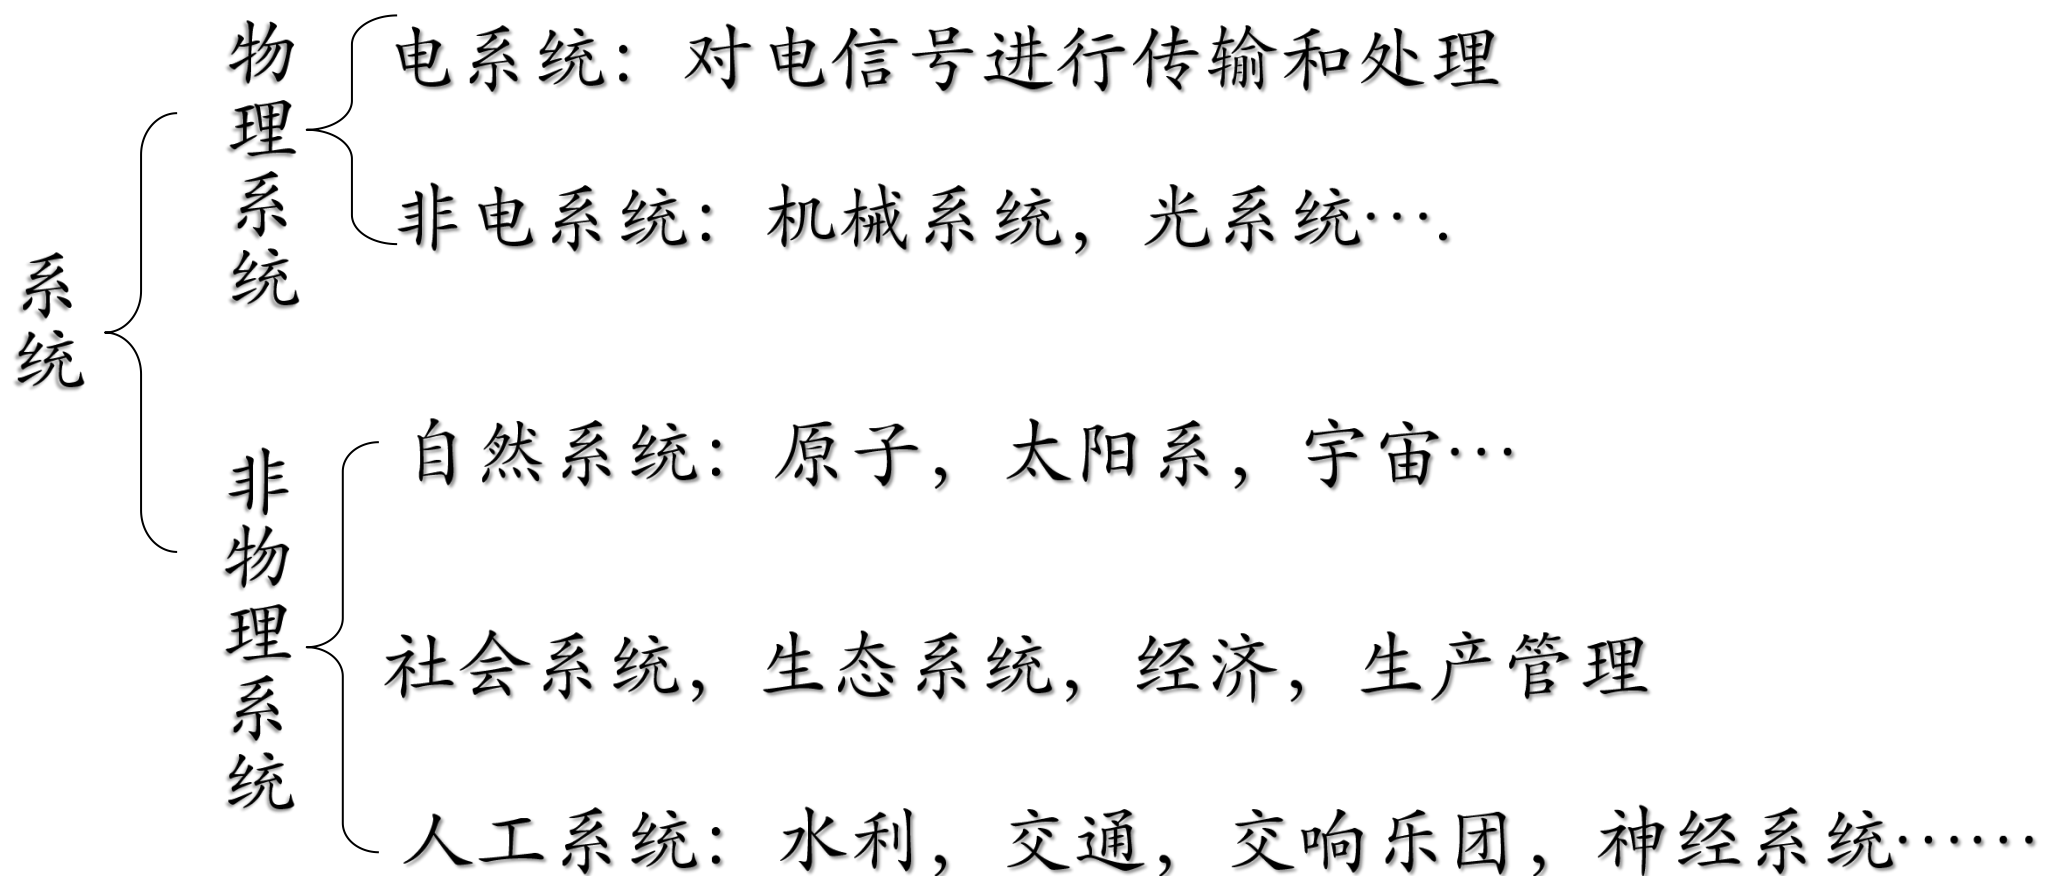 系统
物理系统
电系统：对电信号进行传输和处理
非电系统：机械系统，光系统….
非物理系统
自然系统：原子，太阳系，宇宙…
社会系统，生态系统，经济，生产管理
人工系统：水利，交通，交响乐团，神经系统……